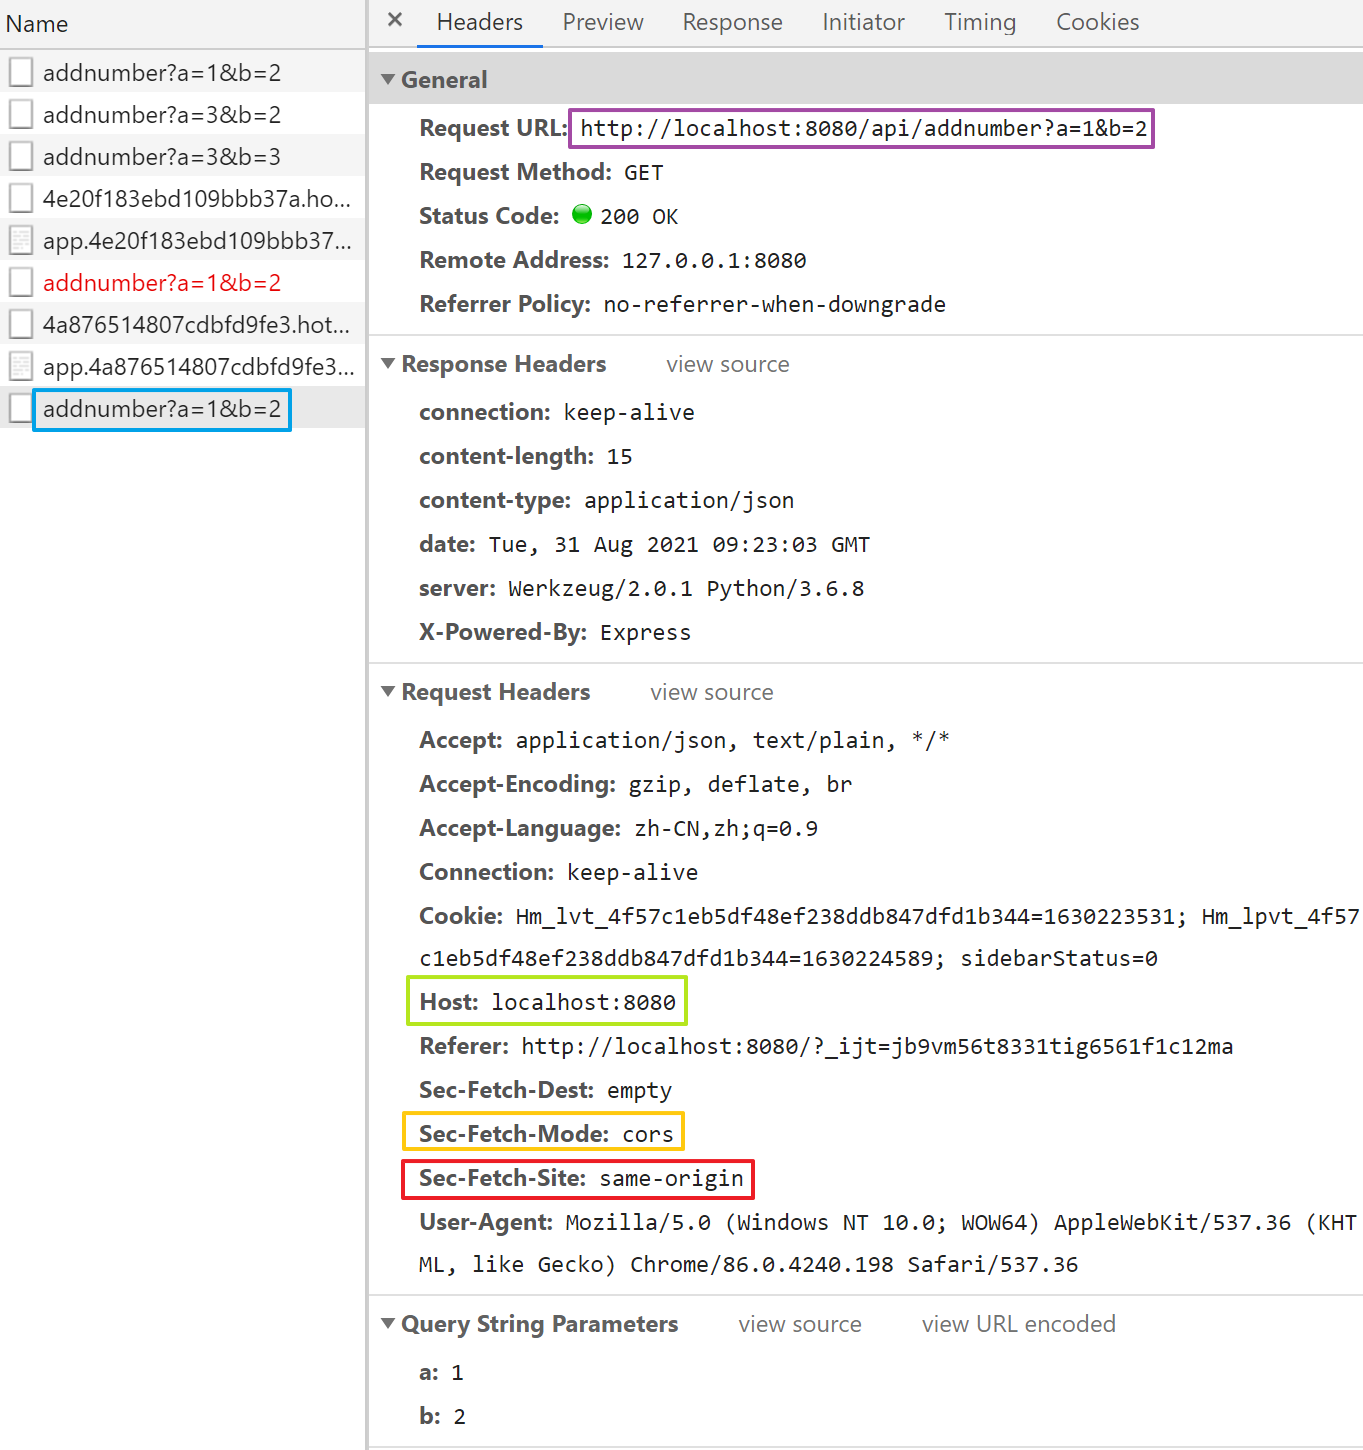 Name
addnumber?a=1&b=2
addnumber?a=3&b=2
addnumber?a=3&b=3
4e20f183ebd109bbb37a.ho...
app.4e20f183ebd109bbb37...
addnumber?a=1&b=2
4a876514807cdbfd9fe3.hot...
app.4a876514807cdbfd9fe3...
addnumber?a=1&b=2
× Headers Preview Response Initiator Timing Cookies
General
Request URL: http://localhost:8080/api/addnumber?a=1&b=2
Request Method: GET
Status Code: 200 OK
Remote Address: 127.0.0.1:8080
Referrer Policy: no-referrer-when-downgrade
Response Headers view source
connection: keep-alive
content-length: 15
content-type: application/json
date: Tue, 31 Aug 2021 09:23:03 GMT
server: Werkzeug/2.0.1 Python/3.6.8
X-Powered-By: Express
Request Headers view source
Accept: application/json, text/plain, */*
Accept-Encoding: gzip, deflate, br
Accept-Language: zh-CN,zh;q=0.9
Connection: keep-alive
Cookie: Hm_lvt_4f57c1eb5df48ef238ddb847dfd1b344=1630223531; Hm_lpvt_4f57
c1eb5df48ef238ddb847dfd1b344=1630224589; sidebarStatus=0
Host: localhost:8080
Referer: http://localhost:8080/?_ijt=jb9vm56t8331tig6561f1c12ma
Sec-Fetch-Dest: empty
Sec-Fetch-Mode: cors
Sec-Fetch-Site: same-origin
User-Agent: Mozilla/5.0 (Windows NT 10.0; WOW64) AppleWebKit/537.36 (KHT
ML, like Gecko) Chrome/86.0.4240.198 Safari/537.36
Query String Parameters view source view URL encoded
a: 1
b: 2